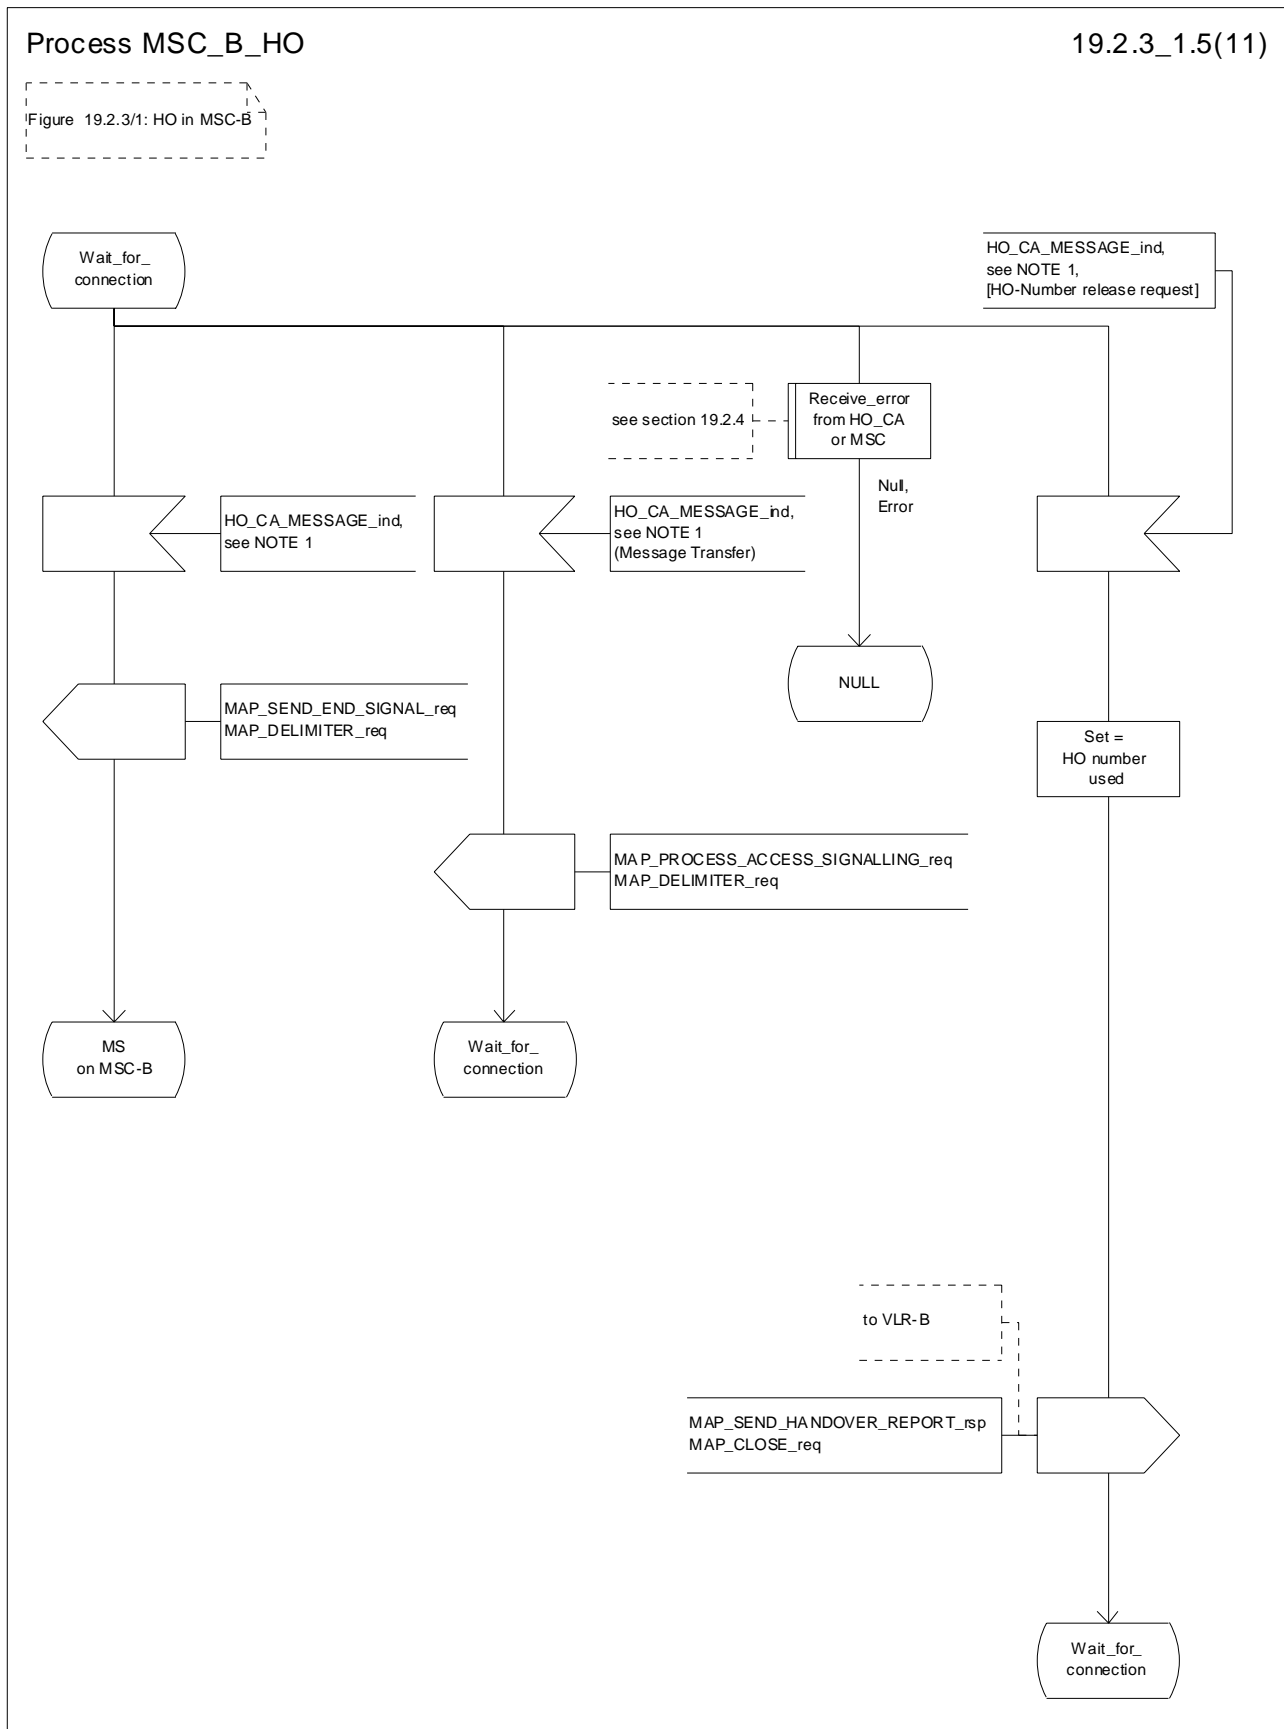 Process MSC_B_HO
19.2.3_1.5(11)
Figure 19.2.3/1: HO in MSC-B
Wait_for_
connection
HO_CA_MESSAGE_ind,
see NOTE 1,
[HO-Number release request]
see section 19.2.4
Receive_error
from HO_CA
or MSC
Null,
Error
HO_CA_MESSAGE_ind,
see NOTE 1
HO_CA_MESSAGE_ind,
see NOTE 1
(Message Transfer)
NULL
MAP_SEND_END_SIGNAL_req
MAP_DELIMITER_req
Set =
HO number
used
MAP_PROCESS_ACCESS_SIGNALLING_req
MAP_DELIMITER_req
MS
on MSC-B
Wait_for_
connection
to VLR-B
MAP_SEND_HANDOVER_REPORT_rsp
MAP_CLOSE_req
Wait_for_
connection